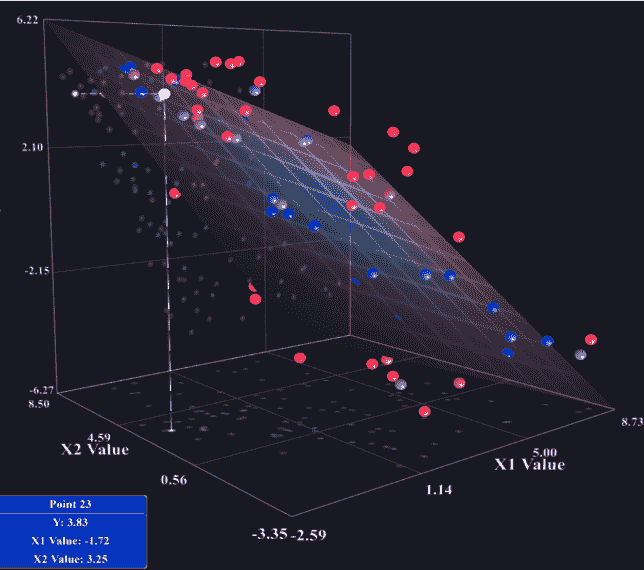 6.22
2.10
-2.15
-6.27
8.50
4.59
X2 Value
0.56
-3.35
-2.59
1.14
5.00
X1 Value
8.73
Point 23
Y: 3.83
X1 Value: -1.72
X2 Value: 3.25